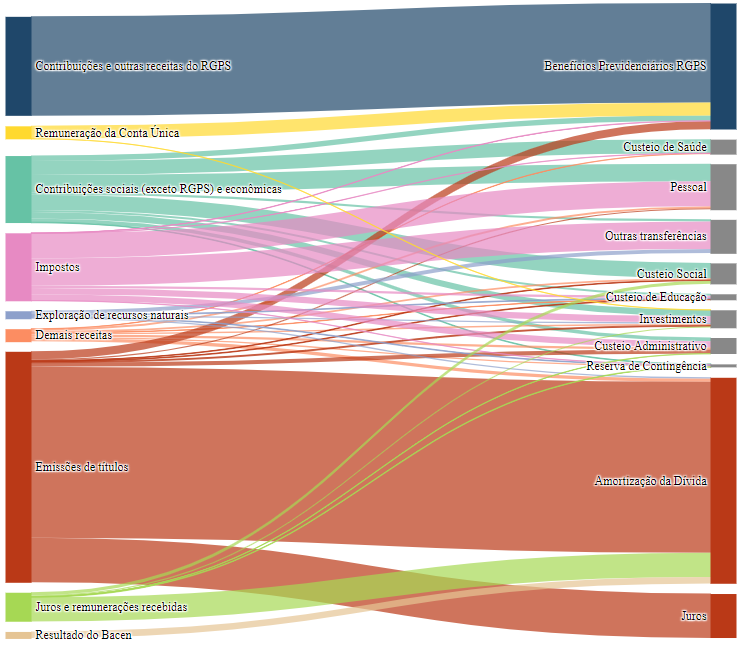 Contribuições e outras receitas do RGPS
Benefícios Previdenciários RGPS
Remuneração da Conta Única
Custeio de Saúde
Contribuições sociais (exceto RGPS) e econômicas
Pessoal
Outras transferências
Impostos
Custeio Social
Custeio de Educação
Exploração de recursos naturais
Investimentos
Demais receitas
Custeio Administrativo
Reserva de Contingência
Emissões de títulos
Amortização da Dívida
Juros e remunerações recebidas
Juros
Resultado do Bacen